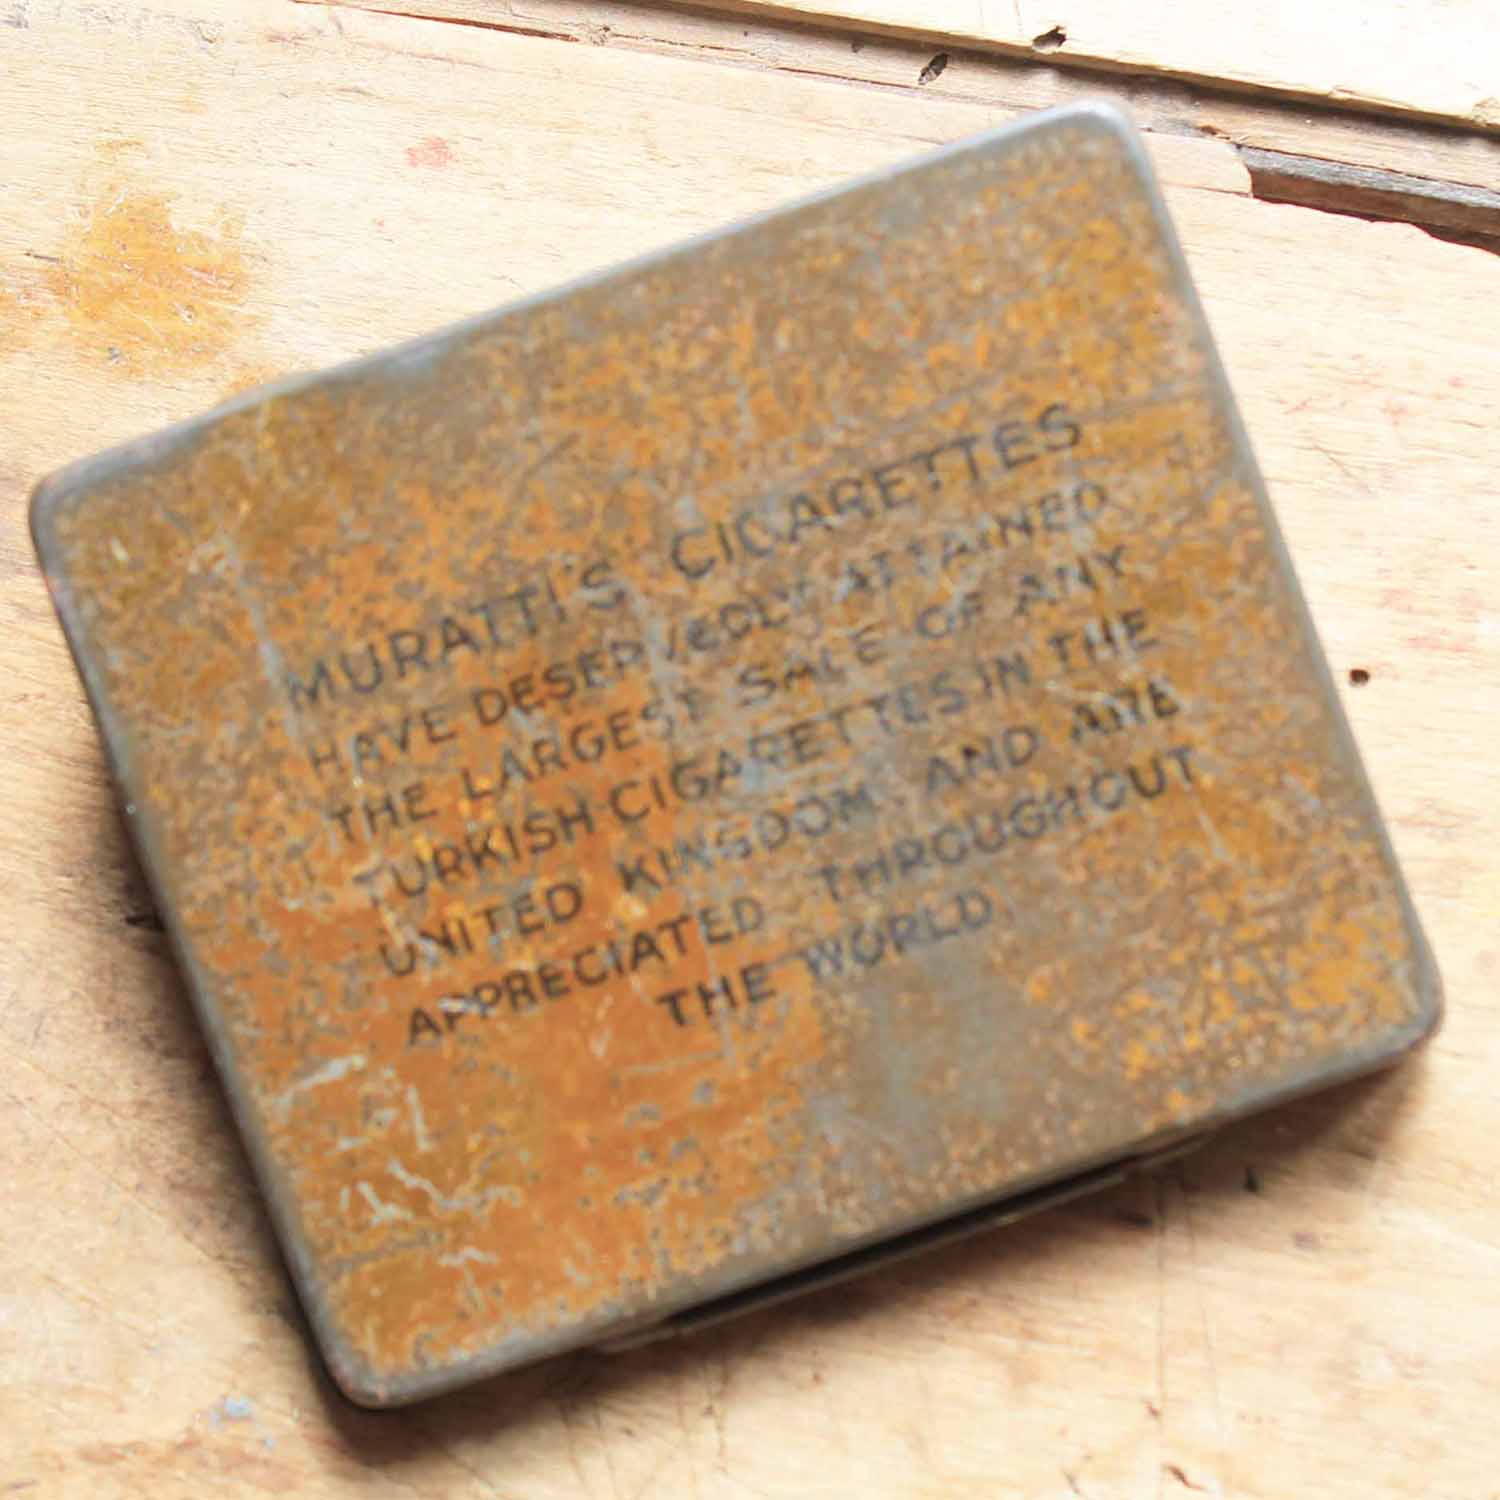 MURATTI'S CIGARETTES
HAVE DESERVEDLY ATTAINED
THE LARGEST SALE OF ANY
TURKISH CIGARETTES IN THE
UNITED KINGDOM AND ARE
APPRECIATED THROUGHOUT
THE WORLD